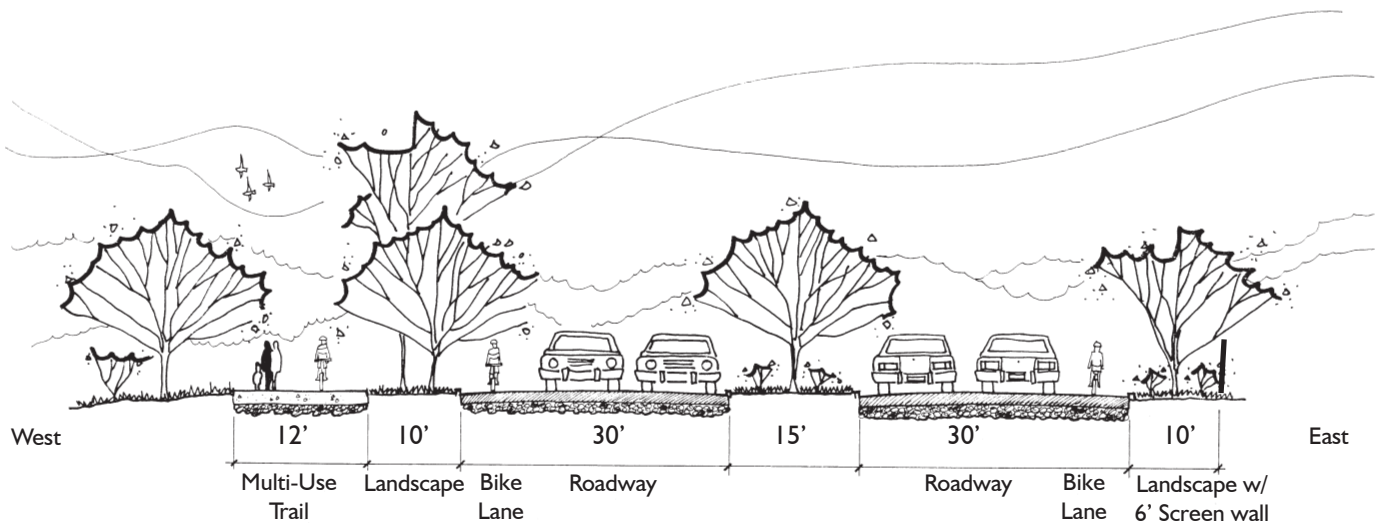 West
12’
10’
30’
15’
30’
10’
East
Multi-Use
Trail
Landscape
Bike
Lane
Roadway
Roadway
Bike
Lane
Landscape w/
6’ Screen wall